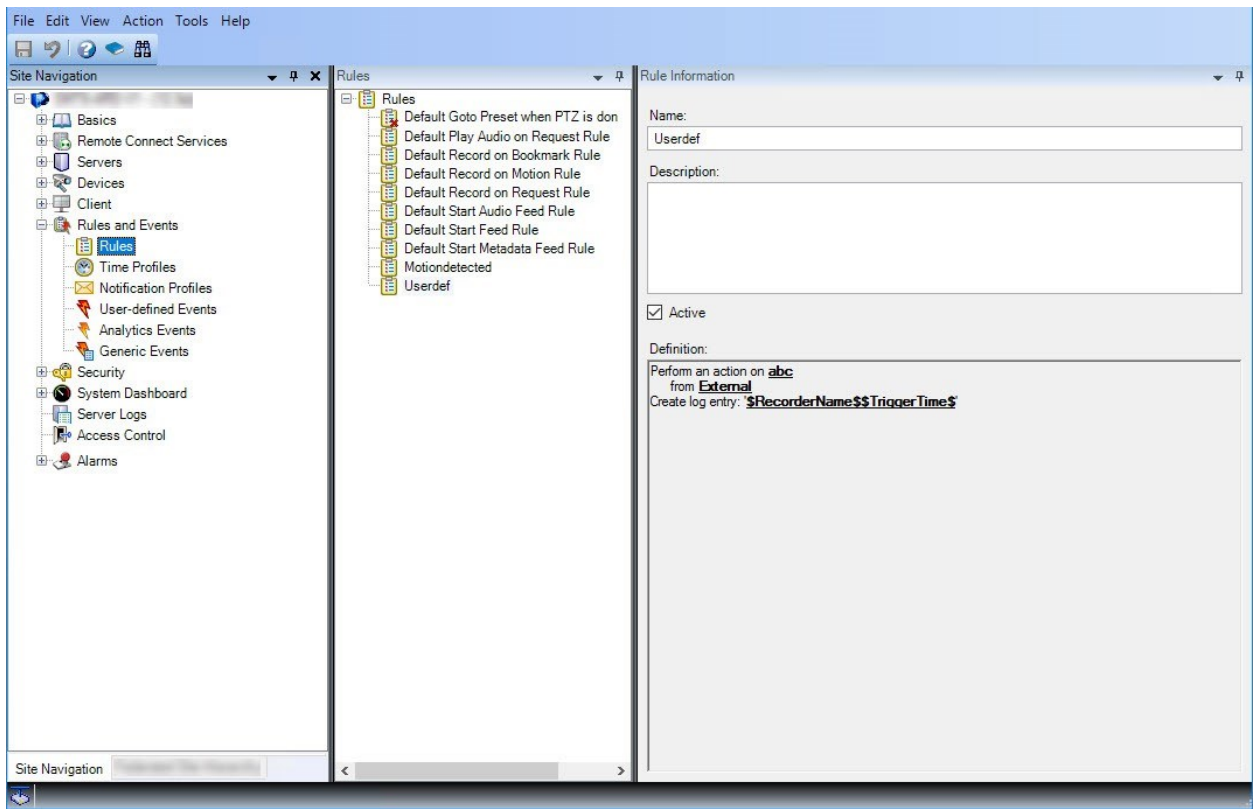 File Edit View Action Tools Help
Site Navigation
Basics
Remote Connect Services
Servers
Devices
Client
Rules and Events
Rules
Time Profiles
Notification Profiles
User-defined Events
Analytics Events
Generic Events
Security
System Dashboard
Server Logs
Access Control
Alarms
Site Navigation
Rules
Rules
Default Goto Preset when PTZ is don
Default Play Audio on Request Rule
Default Record on Bookmark Rule
Default Record on Motion Rule
Default Record on Request Rule
Default Start Audio Feed Rule
Default Start Feed Rule
Default Start Metadata Feed Rule
Motiondetected
Userdef
Rule Information
Name:
Userdef
Description:
Active
Definition:
Perform an action on abc
from External
Create log entry: '$RecorderName$$TriggerTime$'